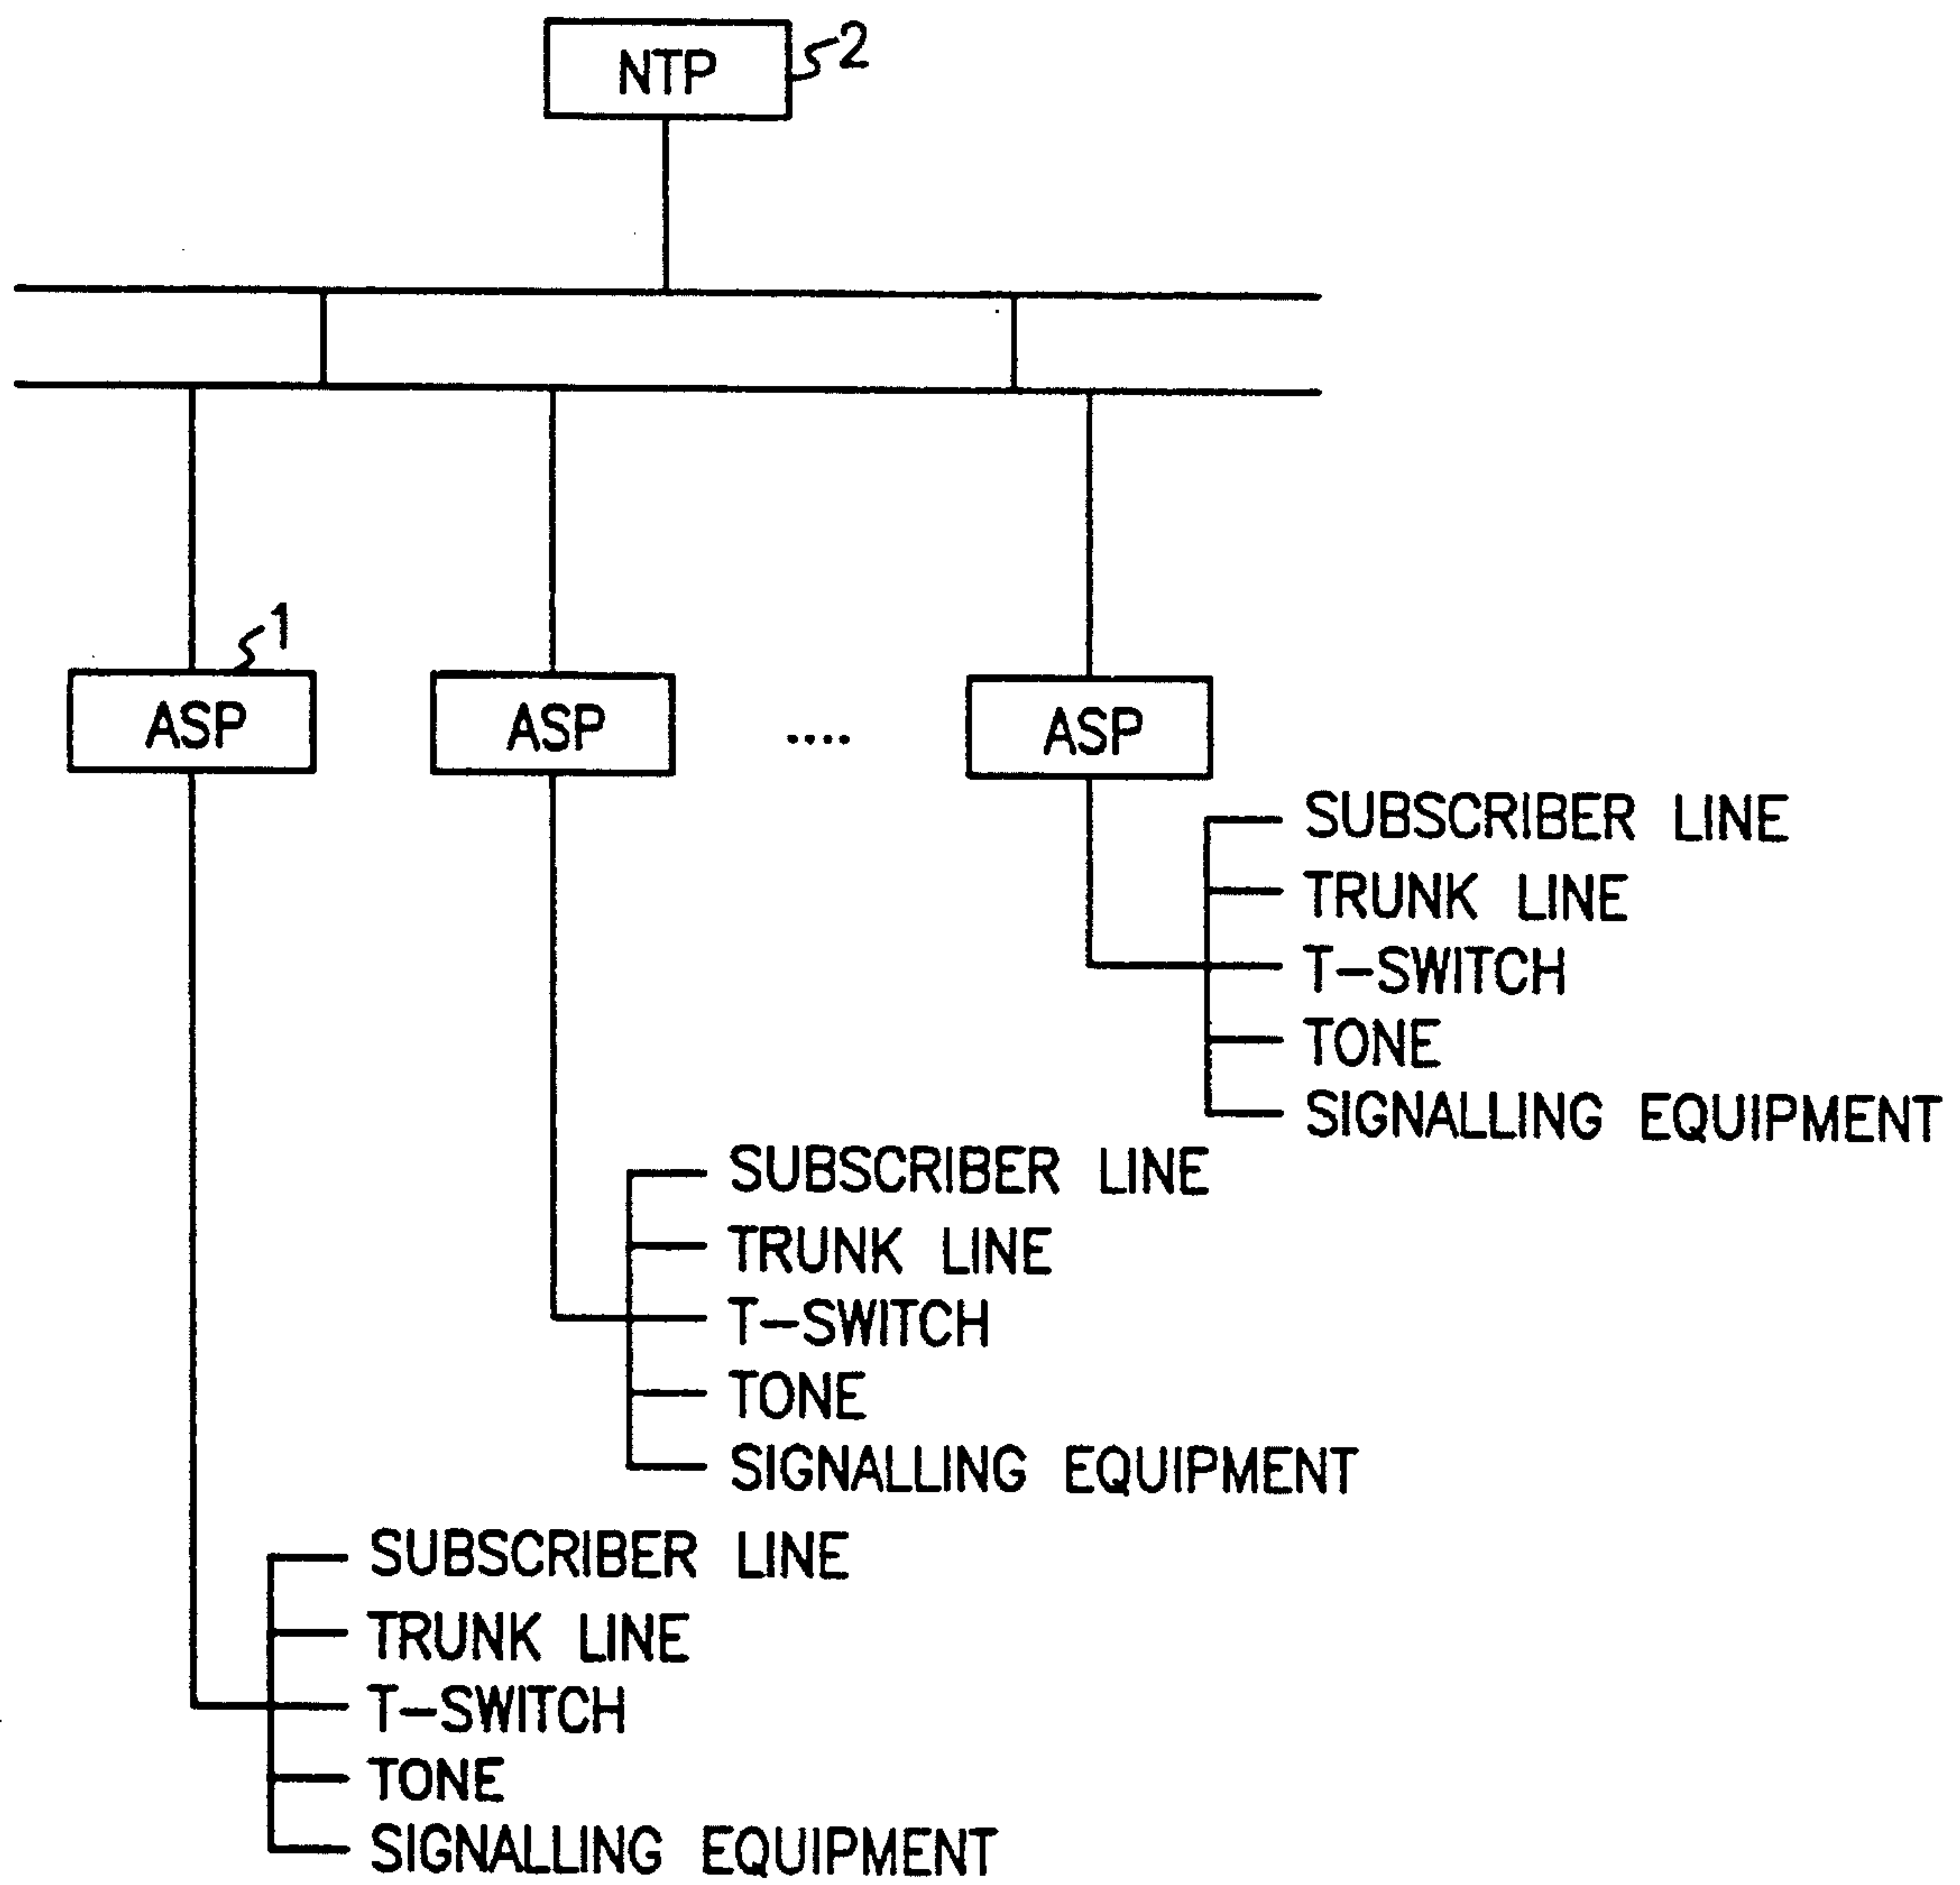 NTP
2
1
ASP
ASP
....
ASP
SUBSCRIBER LINE
TRUNK LINE
T-SWITCH
TONE
SIGNALLING EQUIPMENT
SUBSCRIBER LINE
TRUNK LINE
T-SWITCH
TONE
SIGNALLING EQUIPMENT
SUBSCRIBER LINE
TRUNK LINE
T-SWITCH
TONE
SIGNALLING EQUIPMENT